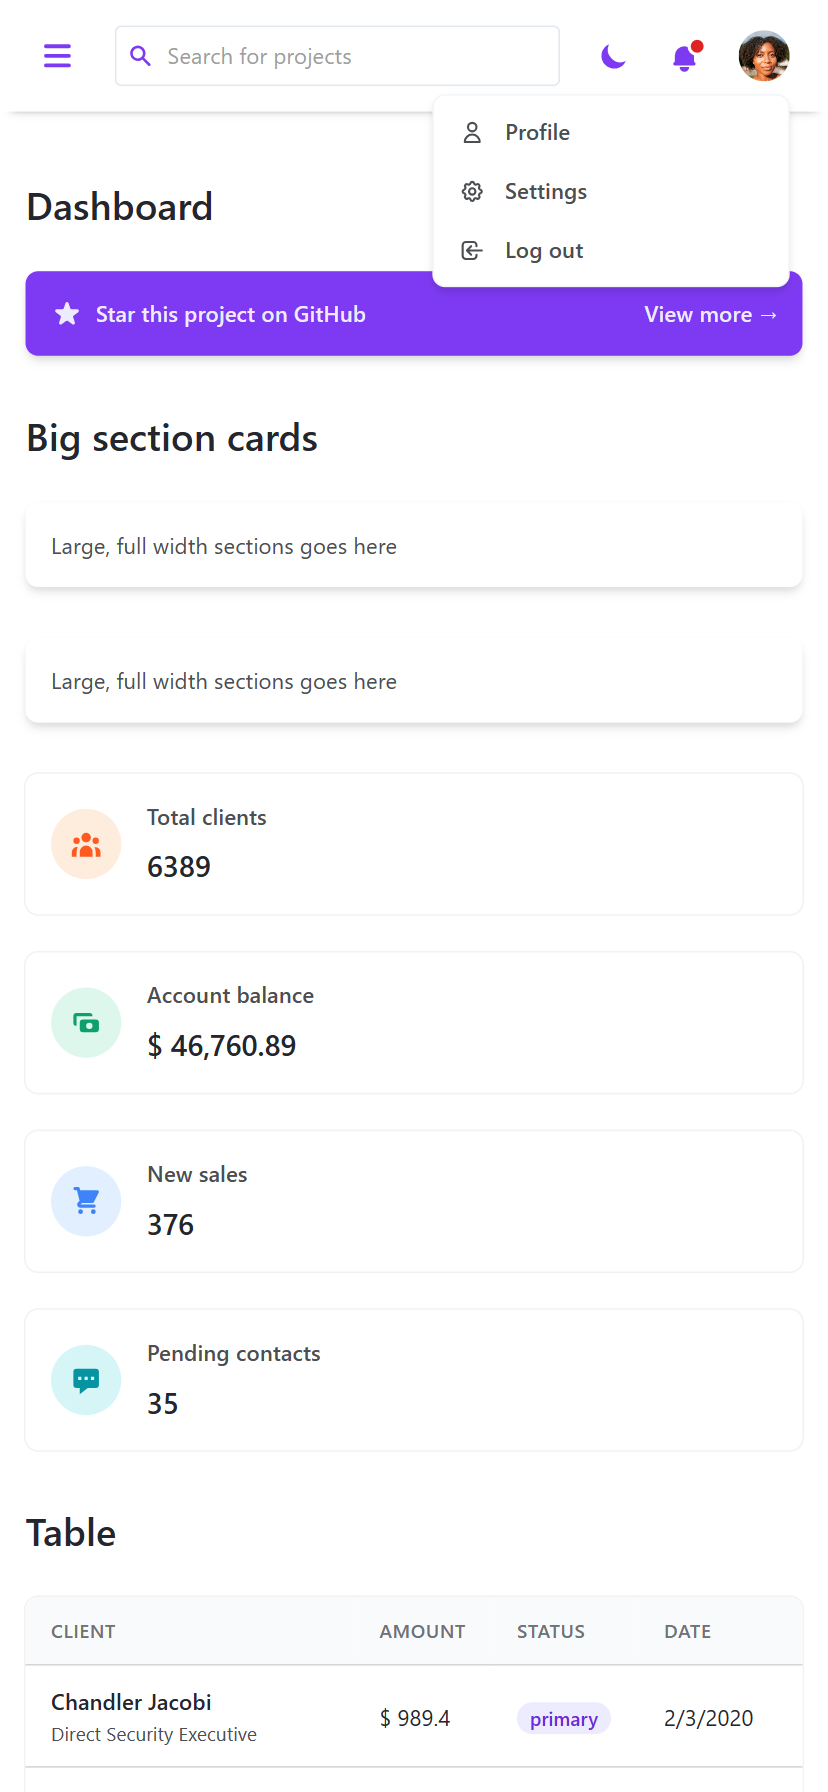 Search for projects
Profile
Settings
Log out
Dashboard
Star this project on GitHub
View more →
Big section cards
Large, full width sections goes here
Large, full width sections goes here
Total clients
6389
Account balance
$ 46,760.89
New sales
376
Pending contacts
35
Table
CLIENT AMOUNT STATUS DATE
Chandler Jacobi
Direct Security Executive
$ 989.4 primary 2/3/2020